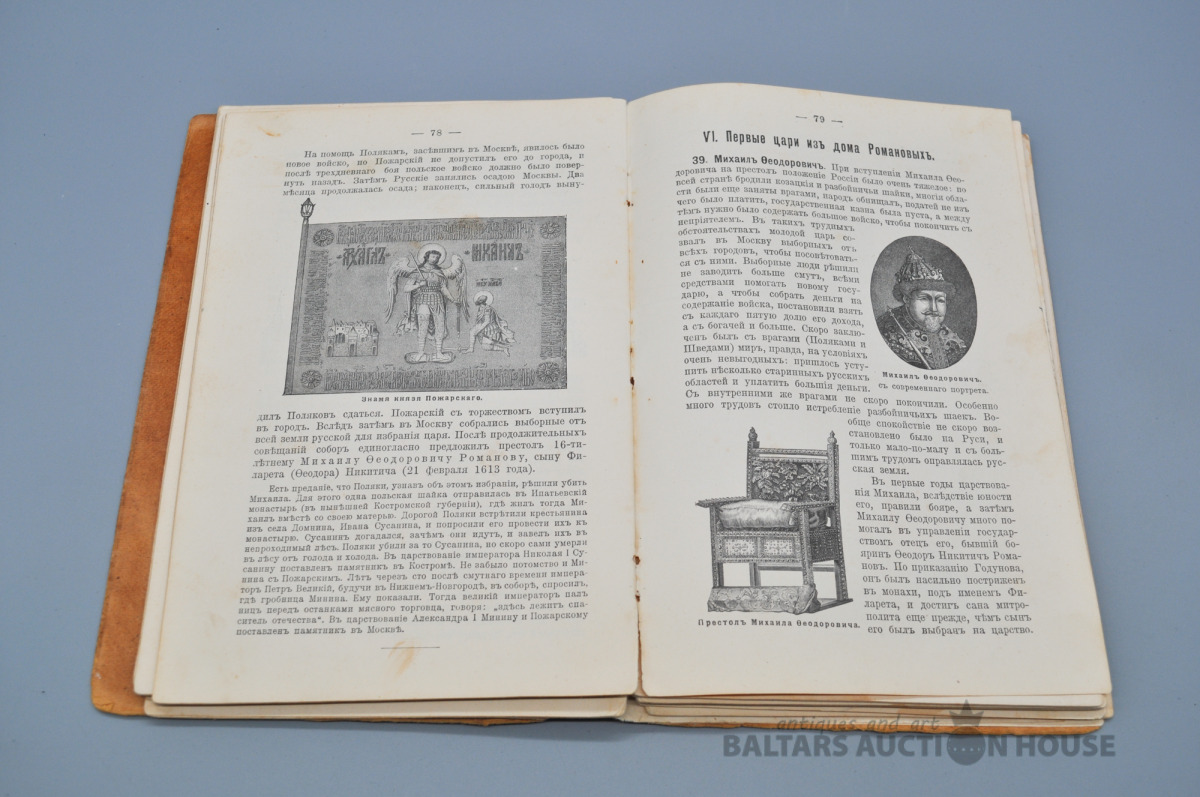 — 78 —
На помощь Полякамъ, засѣвшимъ въ Москвѣ, явилось было
новое войско, но Пожарскій не допустилъ его до города, и
послѣ трехдневнаго боя польское войско должно было повер-
нуть назадъ. Затѣмъ Русскіе занялись осадою Москвы. Два
мѣсяца продолжалась осада; наконецъ, сильный голодъ выну-
АРХАГГЛЪ МИХАИЛЪ
Знамя князя Пожарскаго.
дилъ Поляковъ сдаться. Пожарскій съ торжествомъ вступилъ
въ городъ. Вслѣдъ затѣмъ въ Москву собрались выборные отъ
всей земли русской для избранія царя. Послѣ продолжительныхъ
совѣщаній соборъ единогласно предложилъ престолъ 16-ти-
лѣтнему Михаилу Ѳеодоровичу Романову, сыну Фи-
ларета (Ѳеодора) Никитича (21 февраля 1613 года).
Есть преданіе, что Поляки, узнавъ объ этомъ избраніи, рѣшили убить
Михаила. Для этого одна польская шайка отправилась въ Ипатьевскій
монастырь (въ нынѣшней Костромской губерніи), гдѣ жилъ тогда Ми-
хаилъ вмѣстѣ со своею матерью. Дорогой Поляки встрѣтили крестьянина
изъ села Домнина, Ивана Сусанина, и попросили его провести ихъ къ
монастырю. Сусанинъ догадался, зачѣмъ они идутъ, и завелъ ихъ въ
непроходимый лѣсъ. Поляки убили за то Сусанина, но скоро сами умерли
въ лѣсу отъ голода и холода. Въ царствованіе императора Николая I Су-
санину поставленъ памятникъ въ Костромѣ. Не забыло потомство и Ми-
нина съ Пожарскимъ. Лѣтъ черезъ сто послѣ смутнаго времени импера-
торъ Петръ Великій, будучи въ Нижнемъ-Новгородѣ, въ соборѣ, спросилъ,
гдѣ гробница Минина. Ему показали. Тогда великій императоръ палъ
ницъ передъ останками мясного торговца, говоря: „здѣсь лежитъ спа-
ситель отечества“. Въ царствованіе Александра I Минину и Пожарскому
поставленъ памятникъ въ Москвѣ.
— 79 —
VI. Первые цари изъ дома Романовыхъ.
39. Михаилъ Ѳеодоровичъ. При вступленіи Михаила Ѳео-
доровича на престолъ положеніе Россіи было очень тяжелое: по
всей странѣ бродили козацкія и разбойничьи шайки, многія обла-
сти были еще заняты врагами, народъ обнищалъ, податей не изъ
чего было платить, государственная казна была пуста, а между
тѣмъ нужно было содержать большое войско, чтобы покончить съ
непріятелемъ. Въ такихъ трудныхъ
обстоятельствахъ молодой царь со-
звалъ въ Москву выборныхъ отъ
всѣхъ городовъ, чтобы посовѣтовать-
ся съ ними. Выборные люди рѣшили
не заводить больше смутъ, всѣми
средствами помогать новому госу-
дарю, а чтобы собрать деньги на
содержаніе войска, постановили взять
съ каждаго пятую долю его дохода,
а съ богачей и больше. Скоро заклю-
ченъ былъ съ врагами (Поляками и
Шведами) миръ, правда, на условіяхъ
очень невыгодныхъ: пришлось усту-
пить нѣсколько старинныхъ русскихъ
областей и уплатить большія деньги.
Михаилъ Ѳеодоровичъ.
съ современнаго портрета.
Съ внутренними же врагами не скоро покончили. Особенно
много трудовъ стоило истребленіе разбойничьихъ шаекъ. Во-
обще спокойствіе не скоро воз-
становлено было на Руси, и
только мало-по-малу и съ боль-
шимъ трудомъ оправлялась рус-
ская земля.
Въ первые годы царствова-
нія Михаила, вслѣдствіе юности
его, правили бояре, а затѣмъ
Михаилу Ѳеодоровичу много по-
могалъ въ управленіи государ-
ствомъ отецъ его, бывшій
бояринъ Ѳеодоръ Никитичъ Рома-
новъ. По приказанію Годунова,
онъ былъ насильно постриженъ
въ монахи, подъ именемъ Фи-
ларета, и достигъ сана митро-
полита еще прежде, чѣмъ сынъ
его былъ выбранъ на царство.
Престолъ Михаила Ѳеодоровича.
antiques and art
BALTARS AUCTION HOUSE